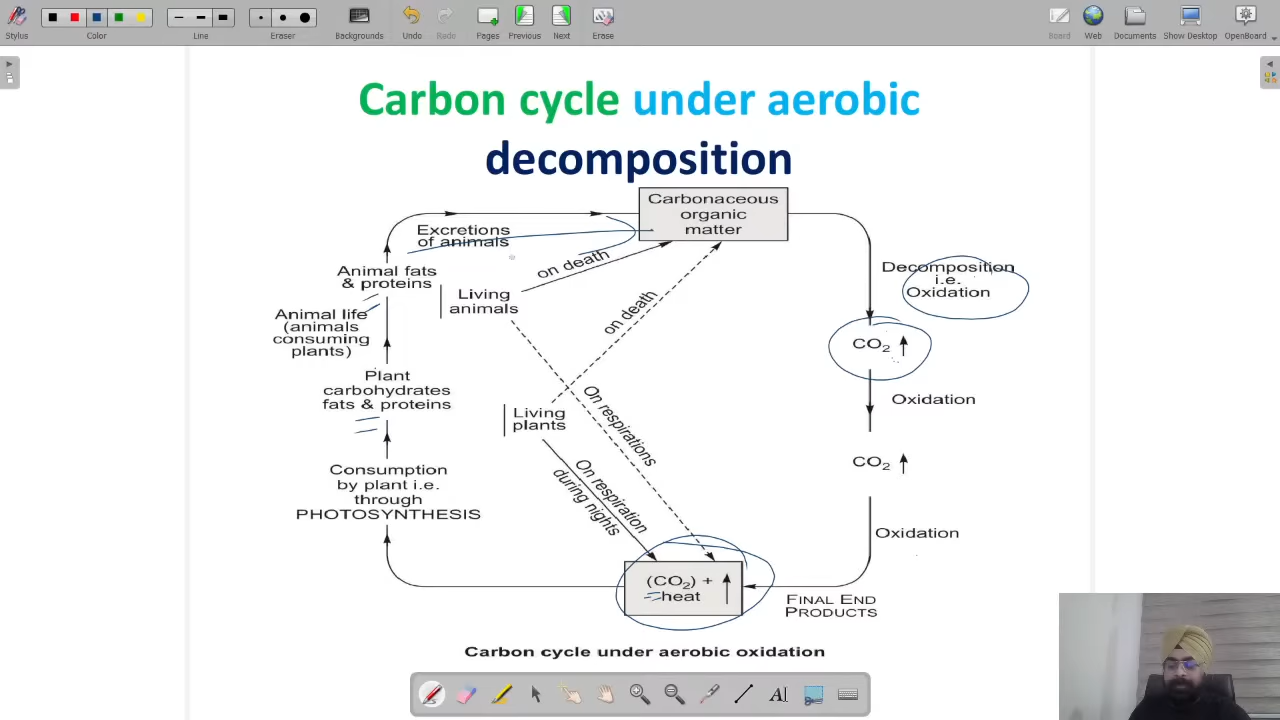 Stylus
Color
Line
Eraser
Backgrounds
Undo
Redo
Pages
Previous
Next
Erase
Board
Web
Documents
Show Desktop
OpenBoard
Carbon cycle under aerobic
decomposition
Carbonaceous
organic
matter
Excretions
of animals
on death
Animal fats
& proteins
Living
animals
Decomposition
i.e.
Oxidation
Animal life
(animals
consuming
plants)
on death
CO₂ ↑
Plant
carbohydrates
fats & proteins
Oxidation
Living
plants
On respirations
CO₂ ↑
Consumption
by plant i.e.
through
PHOTOSYNTHESIS
On respiration
during nights
Oxidation
(CO₂) + ↑
heat
FINAL END
PRODUCTS
Carbon cycle under aerobic oxidation
AI